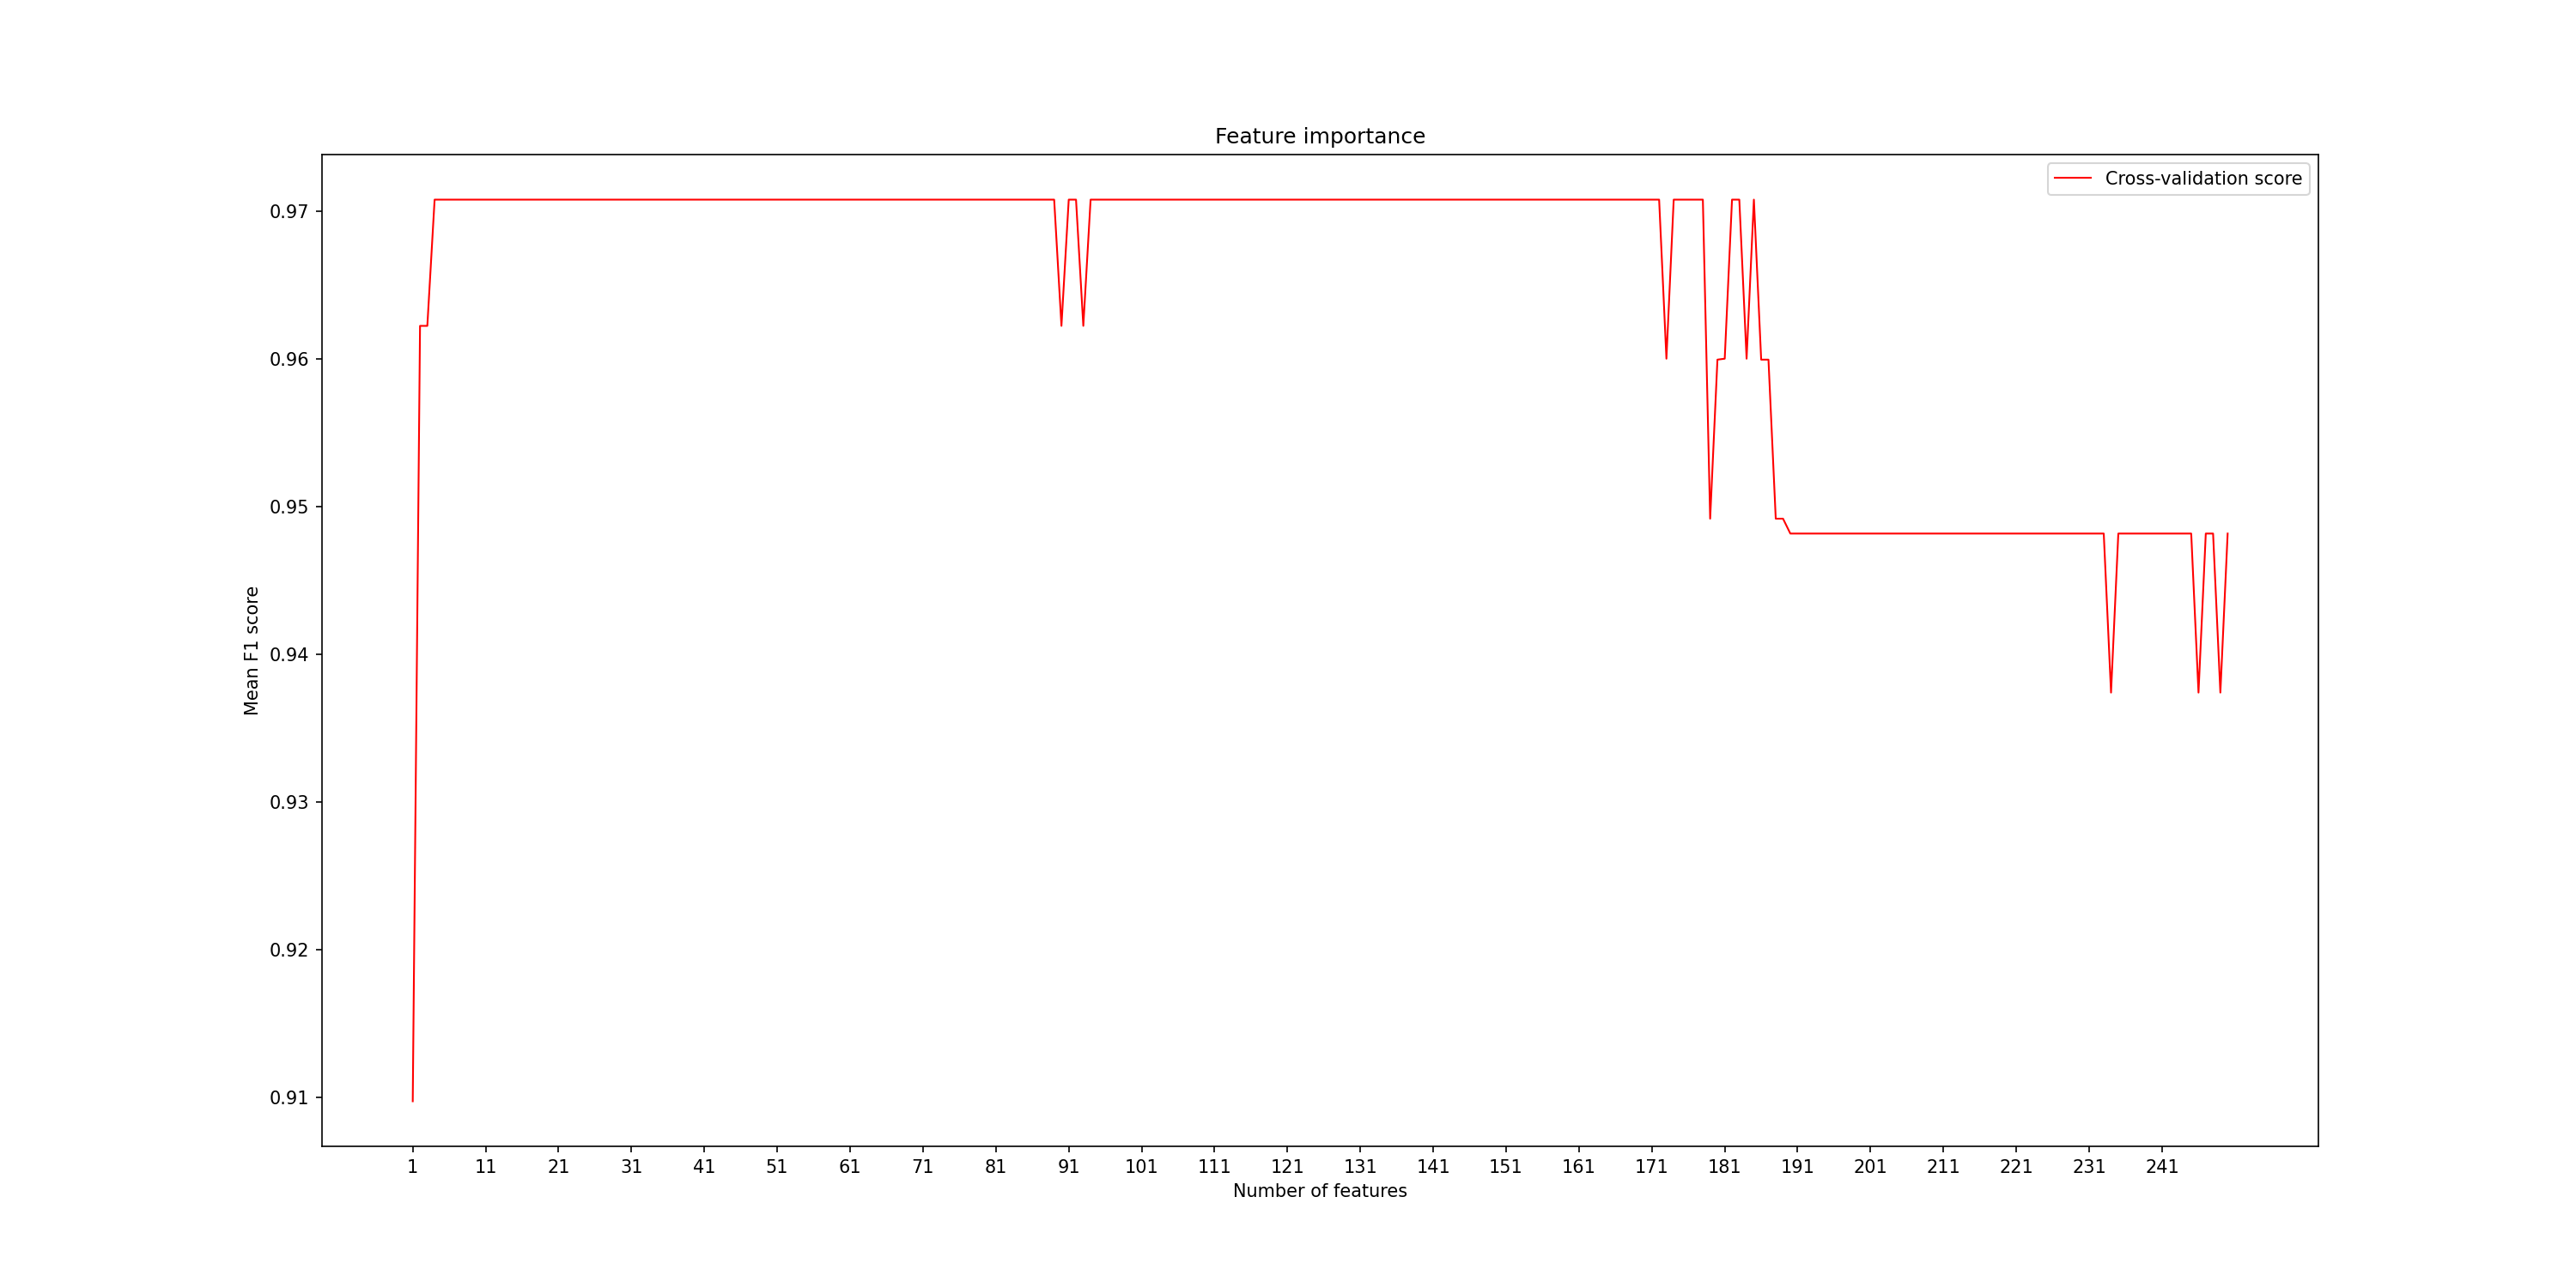 Feature importance
Cross-validation score
0.97
0.96
0.95
0.94
0.93
0.92
0.91
Mean F1 score
1 11 21 31 41 51 61 71 81 91 101 111 121 131 141 151 161 171 181 191 201 211 221 231 241
Number of features